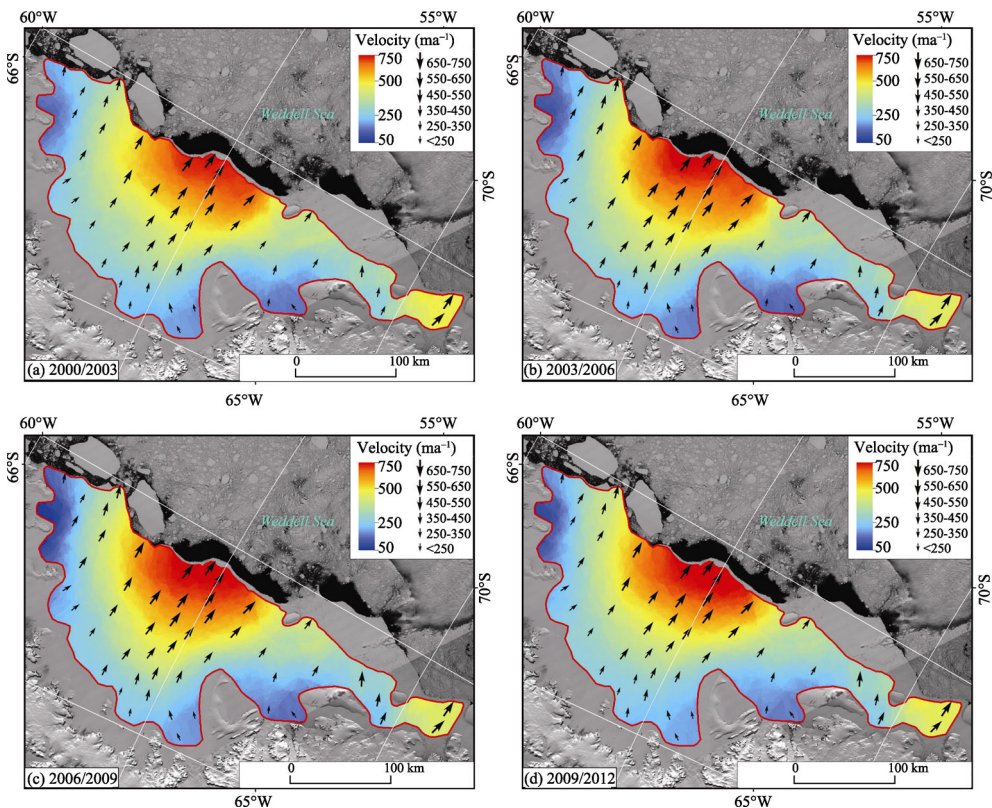 60°W 55°W
66°S
Velocity (ma⁻¹)
750 650-750
500 550-650
450-550
250 350-450
250-350
50 <250
Weddell Sea
70°S
0 100 km
(a) 2000/2003
65°W
60°W 55°W
66°S
Velocity (ma⁻¹)
750 650-750
500 550-650
450-550
250 350-450
250-350
50 <250
Weddell Sea
70°S
0 100 km
(b) 2003/2006
65°W
60°W 55°W
66°S
Velocity (ma⁻¹)
750 650-750
500 550-650
450-550
250 350-450
250-350
50 <250
Weddell Sea
70°S
0 100 km
(c) 2006/2009
65°W
60°W 55°W
66°S
Velocity (ma⁻¹)
750 650-750
500 550-650
450-550
250 350-450
250-350
50 <250
Weddell Sea
70°S
0 100 km
(d) 2009/2012
65°W